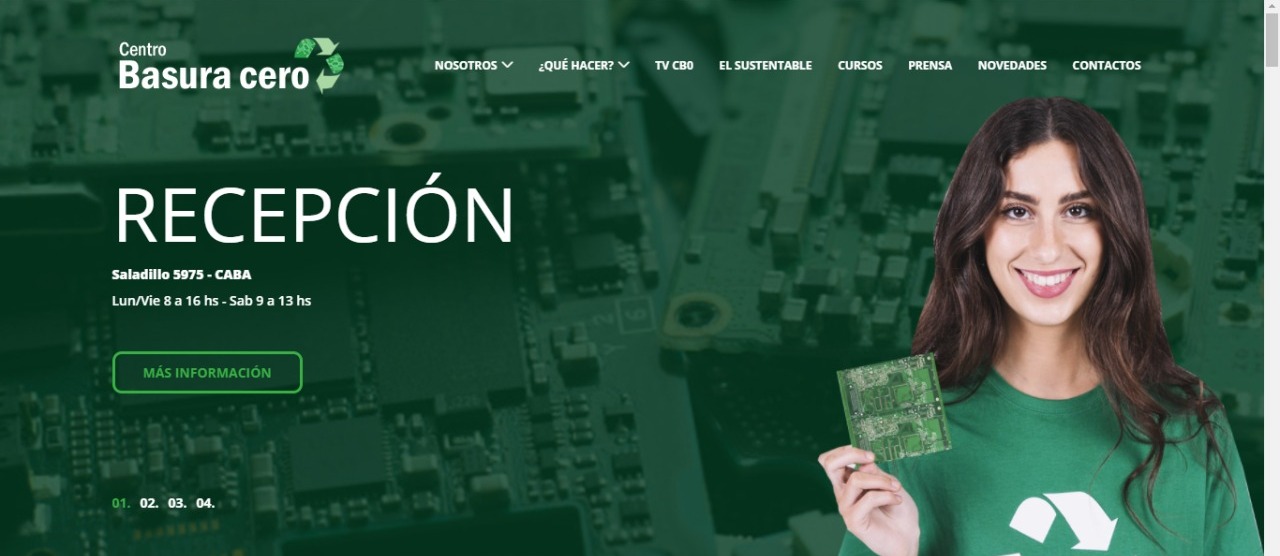 Centro
Basura cero
NOSOTROS
¿QUÉ HACER?
TV CB0
EL SUSTENTABLE
CURSOS
PRENSA
NOVEDADES
CONTACTOS
RECEPCIÓN
Saladillo 5975 - CABA
Lun/Vie 8 a 16 hs - Sab 9 a 13 hs
MÁS INFORMACIÓN
01. 02. 03. 04.